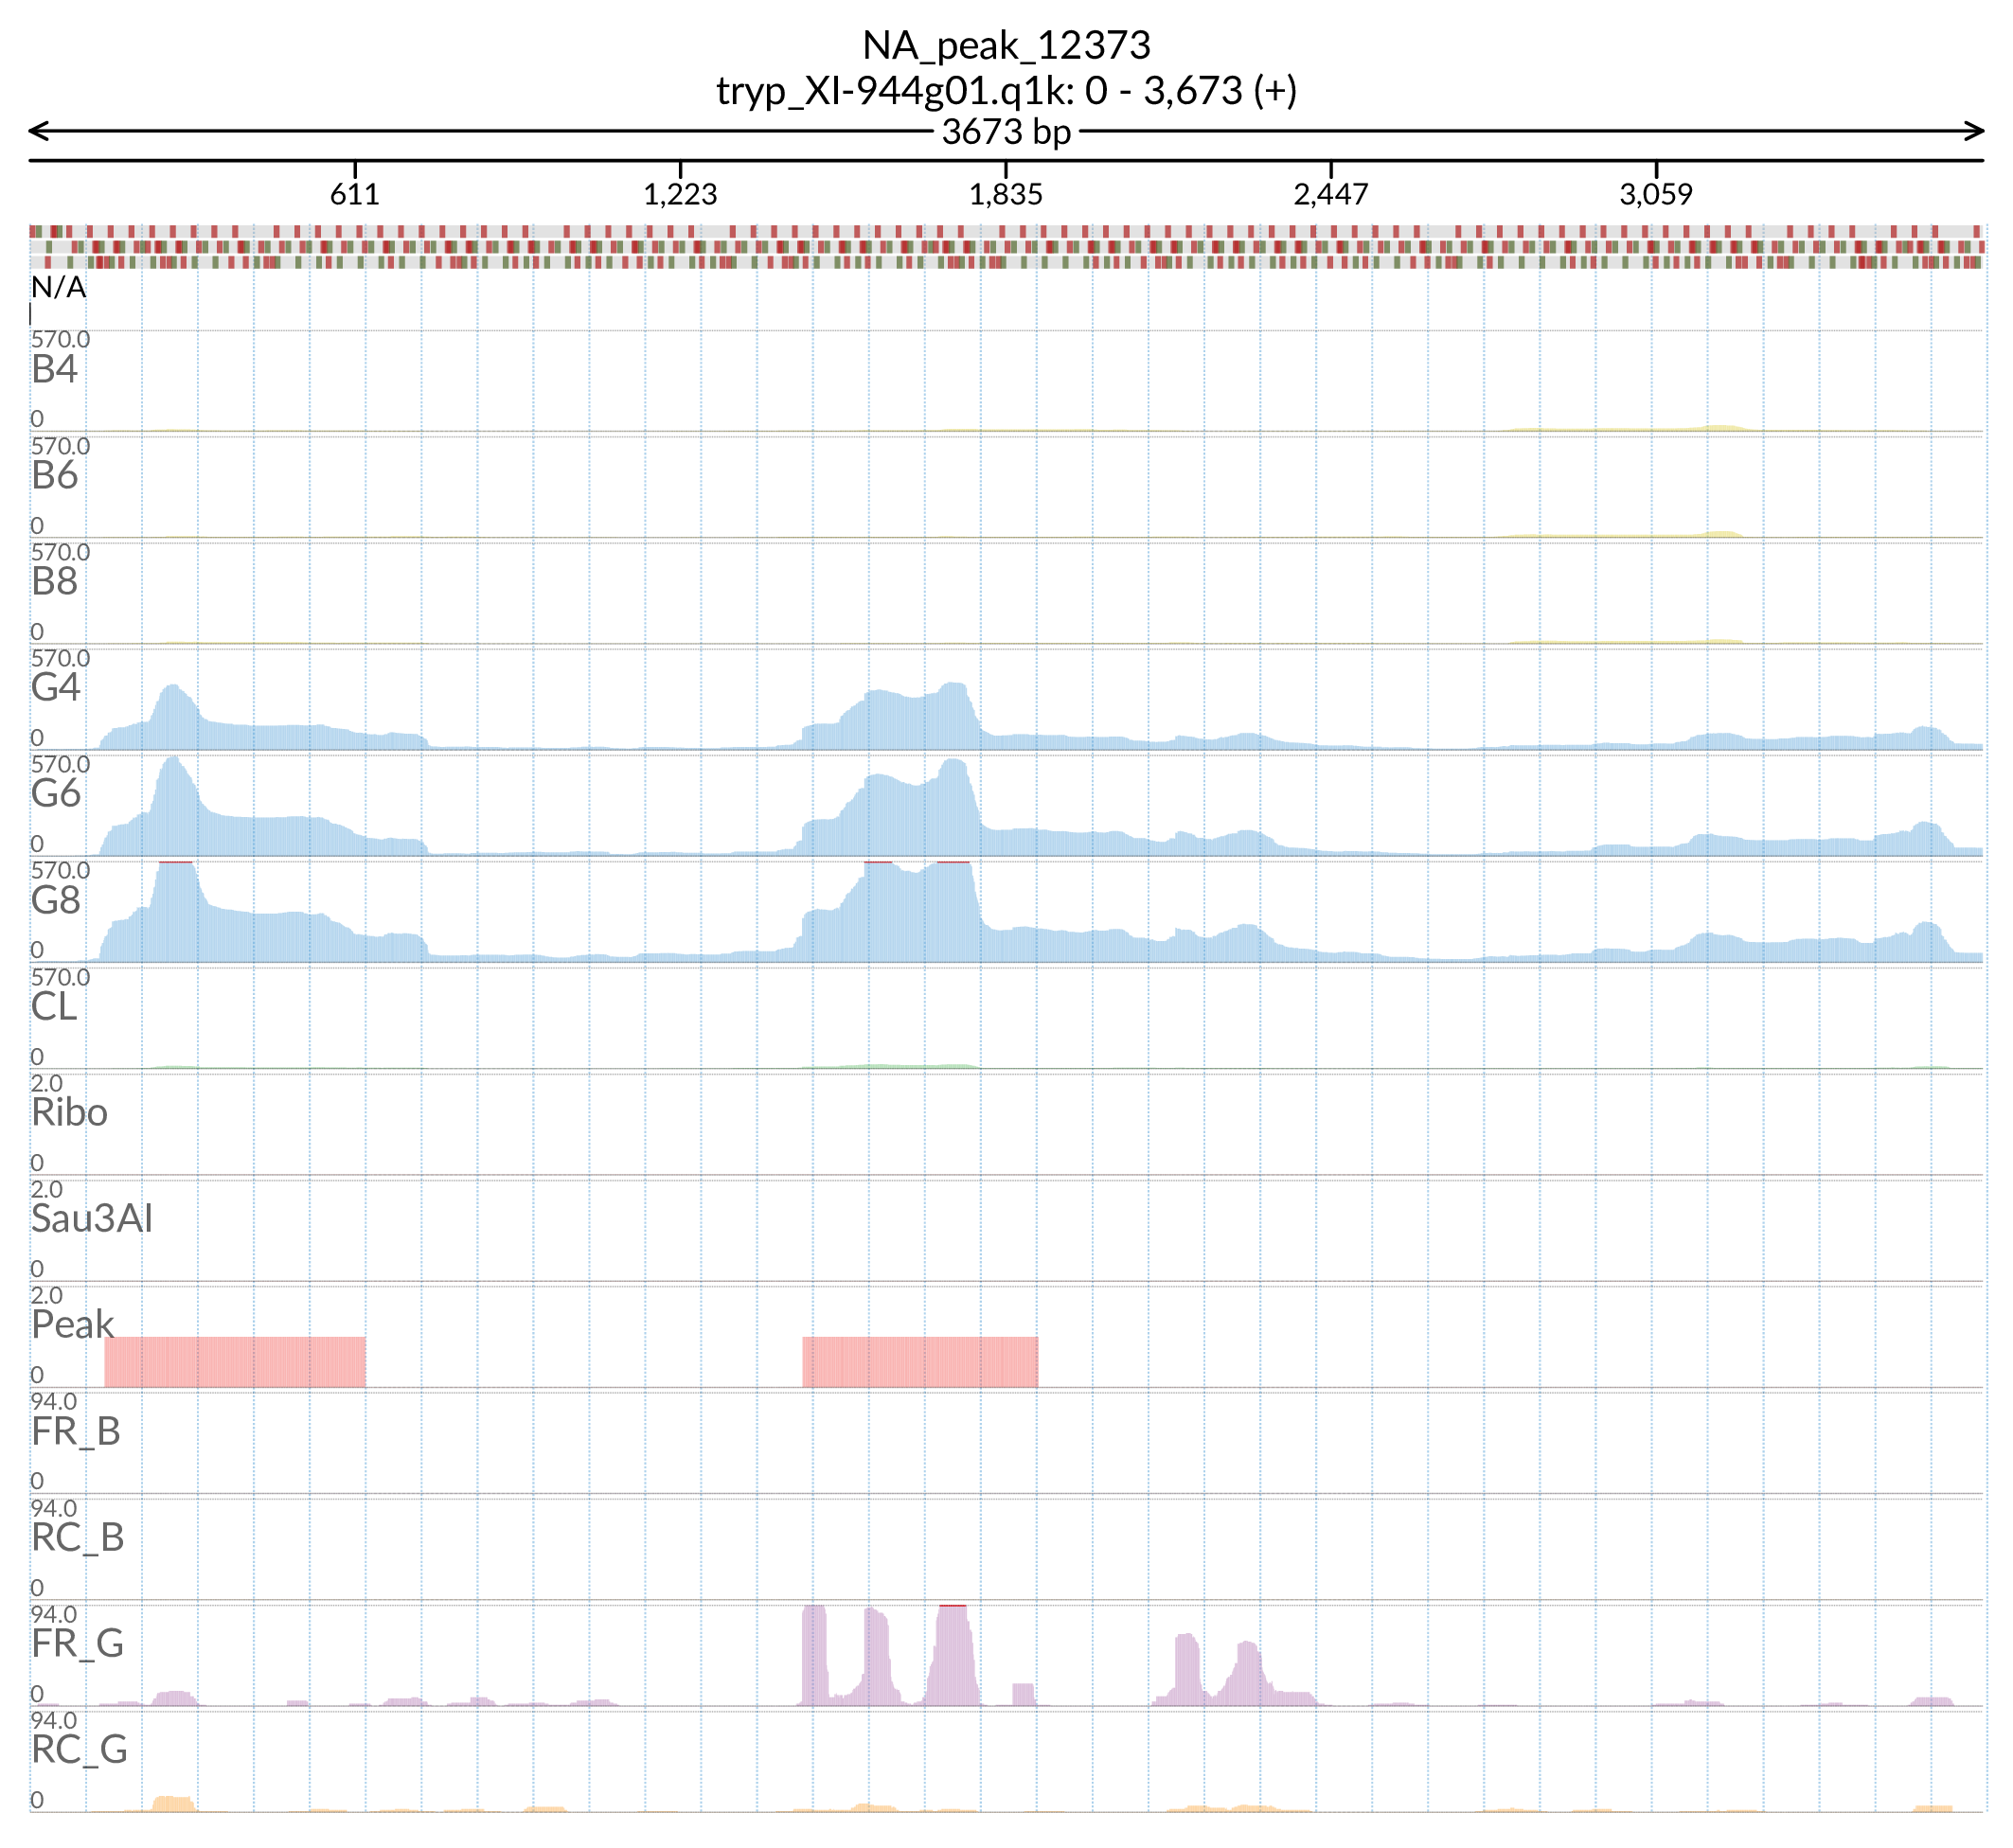 NA_peak_12373
tryp_XI-944g01.q1k: 0 - 3,673 (+)
3673 bp
611 1,223 1,835 2,447 3,059
N/A
570.0
B4
0
570.0
B6
0
570.0
B8
0
570.0
G4
0
570.0
G6
0
570.0
G8
0
570.0
CL
0
2.0
Ribo
0
2.0
Sau3AI
0
2.0
Peak
0
94.0
FR_B
0
94.0
RC_B
0
94.0
FR_G
0
94.0
RC_G
0